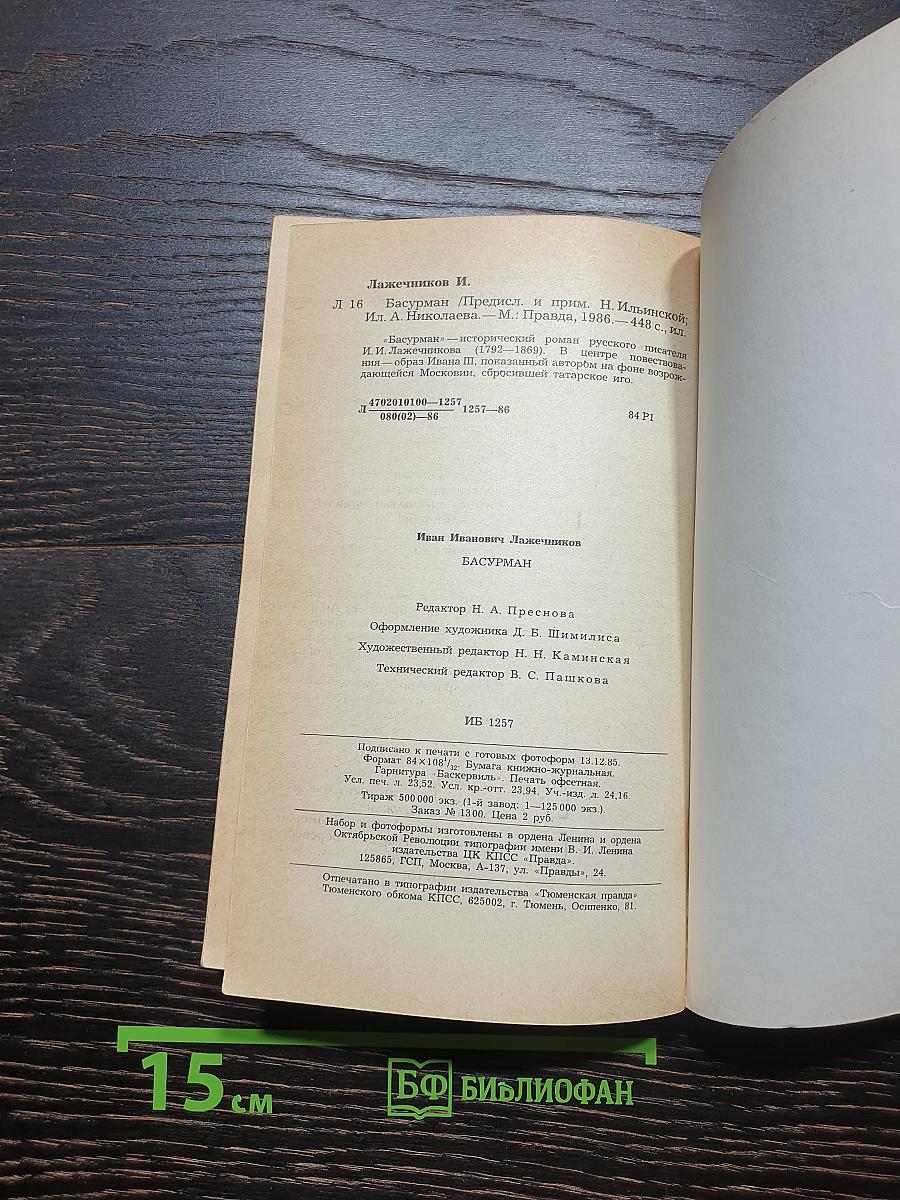 Лажечников И.
Л 16 Басурман /Предисл. и прим. Н. Ильинской;
Ил. А. Николаева.— М.: Правда, 1986.— 448 с., ил.
«Басурман» — исторический роман русского писателя
И. И. Лажечникова (1792—1869). В центре повествова-
ния — образ Ивана III, показанный автором на фоне возрож-
дающейся Московии, сбросившей татарское иго.
Л 4702010100—1257 1257—86
080(02)—86
84 Р1
Иван Иванович Лажечников
БАСУРМАН
Редактор Н. А. Преснова
Оформление художника Д. Б. Шимилиса
Художественный редактор Н. Н. Каминская
Технический редактор В. С. Пашкова
ИБ 1257
Подписано к печати с готовых фотоформ 13.12.85.
Формат 84×108 1/32. Бумага книжно-журнальная.
Гарнитура «Баскервиль». Печать офсетная.
Усл. печ. л. 23,52. Усл. кр.-отт. 23,94. Уч.-изд. л. 24,16.
Тираж 500 000 экз. (1-й завод: 1—125 000 экз.).
Заказ № 1300. Цена 2 руб.
Набор и фотоформы изготовлены в ордена Ленина и ордена
Октябрьской Революции типографии имени В. И. Ленина
издательства ЦК КПСС «Правда».
125865, ГСП, Москва, А-137, ул. «Правды», 24.
Отпечатано в типографии издательства «Тюменская правда»
Тюменского обкома КПСС, 625002, г. Тюмень, Осипенко, 81.
15 см
БФ БИБЛИОФАН